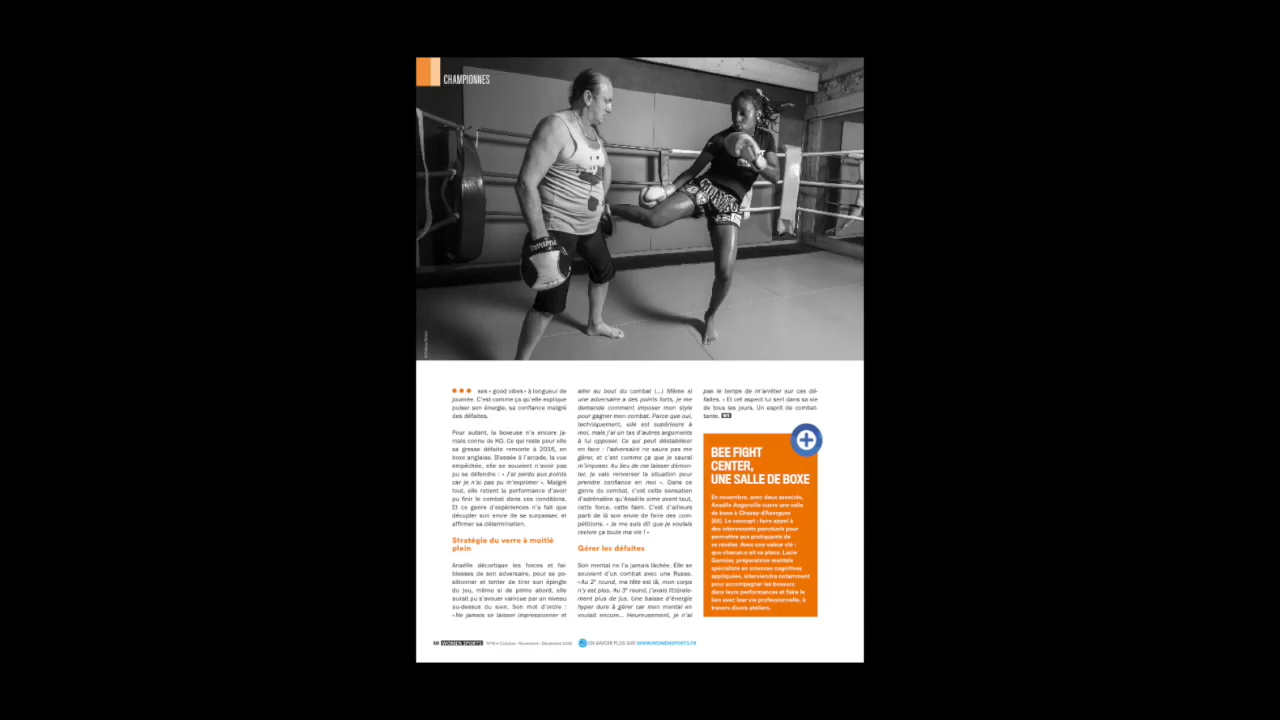 CHAMPIONNES
ses « good vibes » à longueur de
journée. C'est comme ça qu'elle explique
puiser son énergie, sa confiance malgré
des défaites.
Pour autant, la boxeuse n'a encore ja-
mais connu de KO. Ce qui reste pour elle
sa grosse défaite remonte à 2016, en
boxe anglaise. Blessée à l'arcade, la vue
empêchée, elle se souvient n'avoir pas
pu se défendre : « J'ai perdu aux points
car je n'ai pas pu m'exprimer ». Malgré
tout, elle retient la performance d'avoir
pu finir le combat dans ces conditions.
Et ce genre d'expériences n'a fait que
décupler son envie de se surpasser, et
affirmer sa détermination.
Stratégie du verre à moitié
plein
Anaëlle décortique les forces et fai-
blesses de son adversaire, pour se po-
sitionner et tenter de tirer son épingle
du jeu, même si de prime abord, elle
aurait pu s'avouer vaincue par un niveau
au-dessus du sien. Son mot d'ordre :
« Ne jamais se laisser impressionner et
aller au bout du combat (...) Même si
une adversaire a des points forts, je me
demande comment imposer mon style
pour gagner mon combat. Parce que oui,
techniquement, elle est supérieure à
moi, mais j'ai un tas d'autres arguments
à lui opposer. Ce qui peut déstabiliser
en face : l'adversaire ne saura pas me
gérer, et c'est comme ça que je saurai
m'imposer. Au lieu de me laisser démon-
ter, je vais renverser la situation pour
prendre confiance en moi ». Dans ce
genre de combat, c'est cette sensation
d'adrénaline qu'Anaëlle aime avant tout,
cette force, cette faim. C'est d'ailleurs
parti de là son envie de faire des com-
pétitions. « Je me suis dit que je voulais
revivre ça toute ma vie ! »
Gérer les défaites
Son mental ne l'a jamais lâchée. Elle se
souvient d'un combat avec une Russe.
« Au 2e round, ma tête est là, mon corps
n'y est plus. Au 3e round, j'avais littérale-
ment plus de jus. Une baisse d'énergie
hyper dure à gérer car mon mental en
voulait encore... Heureusement, je n'ai
pas le temps de m'arrêter sur ces dé-
faites. » Et cet aspect lui sert dans sa vie
de tous les jours. Un esprit de combat-
tante.
BEE FIGHT
CENTER,
UNE SALLE DE BOXE
En novembre, avec deux associés,
Anaëlle Angerville ouvre une salle
de boxe à Chazay-d'Azergues
(69). Le concept : faire appel à
des intervenants ponctuels pour
permettre aux pratiquants de
se révéler. Avec une valeur clé :
que chacun.e ait sa place. Lucie
Garnier, préparatrice mentale
spécialiste en sciences cognitives
appliquées, interviendra notamment
pour accompagner les boxeurs
dans leurs performances et faire le
lien avec leur vie professionnelle, à
travers divers ateliers.
50 WOMEN SPORTS Octobre - Novembre - Décembre EN SAVOIR PLUS SUR WWW.WOMENSPORTS.FR